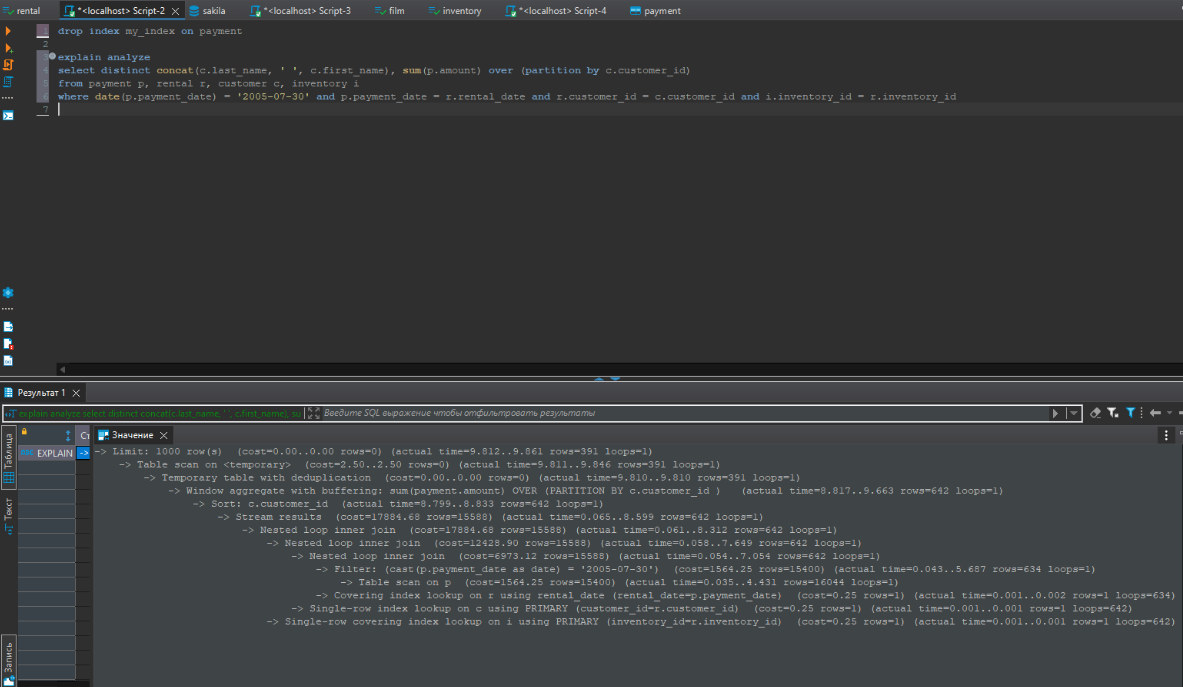 rental
*<localhost> Script-2
sakila
*<localhost> Script-3
film
inventory
*<localhost> Script-4
payment
1 drop index my_index on payment
2
3 explain analyze
4 select distinct concat(c.last_name, ' ', c.first_name), sum(p.amount) over (partition by c.customer_id)
5 from payment p, rental r, customer c, inventory i
6 where date(p.payment_date) = '2005-07-30' and p.payment_date = r.rental_date and r.customer_id = c.customer_id and i.inventory_id = r.inventory_id
7
Результат 1
explain analyze select distinct concat(c.last_name, ' ', c.first_name), su
Введите SQL выражение чтобы отфильтровать результаты
Таблица
Текст
Запись
Ст
EXPLAIN
->
Значение
-> Limit: 1000 row(s) (cost=0.00..0.00 rows=0) (actual time=9.812..9.861 rows=391 loops=1)
-> Table scan on <temporary> (cost=2.50..2.50 rows=0) (actual time=9.811..9.846 rows=391 loops=1)
-> Temporary table with deduplication (cost=0.00..0.00 rows=0) (actual time=9.810..9.810 rows=391 loops=1)
-> Window aggregate with buffering: sum(payment.amount) OVER (PARTITION BY c.customer_id ) (actual time=8.817..9.663 rows=642 loops=1)
-> Sort: c.customer_id (actual time=8.799..8.833 rows=642 loops=1)
-> Stream results (cost=17884.68 rows=15588) (actual time=0.065..8.599 rows=642 loops=1)
-> Nested loop inner join (cost=17884.68 rows=15588) (actual time=0.061..8.312 rows=642 loops=1)
-> Nested loop inner join (cost=12428.90 rows=15588) (actual time=0.058..7.649 rows=642 loops=1)
-> Nested loop inner join (cost=6973.12 rows=15588) (actual time=0.054..7.054 rows=642 loops=1)
-> Filter: (cast(p.payment_date as date) = '2005-07-30') (cost=1564.25 rows=15400) (actual time=0.043..5.687 rows=634 loops=1)
-> Table scan on p (cost=1564.25 rows=15400) (actual time=0.035..4.431 rows=16044 loops=1)
-> Covering index lookup on r using rental_date (rental_date=p.payment_date) (cost=0.25 rows=1) (actual time=0.001..0.002 rows=1 loops=634)
-> Single-row index lookup on c using PRIMARY (customer_id=r.customer_id) (cost=0.25 rows=1) (actual time=0.001..0.001 rows=1 loops=642)
-> Single-row covering index lookup on i using PRIMARY (inventory_id=r.inventory_id) (cost=0.25 rows=1) (actual time=0.001..0.001 rows=1 loops=642)